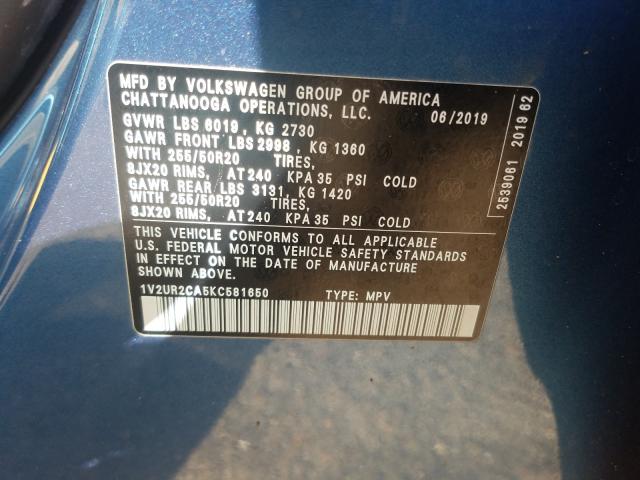 MFD BY VOLKSWAGEN GROUP OF AMERICA
CHATTANOOGA OPERATIONS, LLC.
06/2019
GVWR LBS 6019, KG 2730
GAWR FRONT LBS 2998, KG 1360
WITH 255/50R20 TIRES,
8JX20 RIMS, AT 240 KPA 35 PSI COLD
GAWR REAR LBS 3131, KG 1420
WITH 255/50R20 TIRES,
8JX20 RIMS, AT 240 KPA 35 PSI COLD
THIS VEHICLE CONFORMS TO ALL APPLICABLE
U.S. FEDERAL MOTOR VEHICLE SAFETY STANDARDS
IN EFFECT ON THE DATE OF MANUFACTURE
SHOWN ABOVE.
1V2UR2CA5KC581650 TYPE: MPV
2539061 2019 62